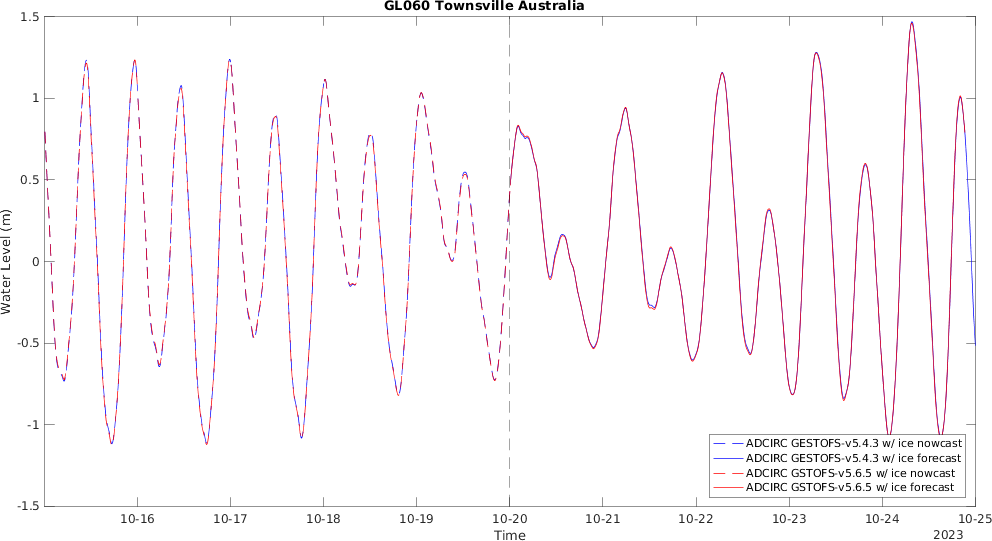 GL060 Townsville Australia
1.5
1
0.5
0
-0.5
-1
-1.5
Water Level (m)
ADCIRC GESTOFS-v5.4.3 w/ ice nowcast
ADCIRC GESTOFS-v5.4.3 w/ ice forecast
ADCIRC GSTOFS-v5.6.5 w/ ice nowcast
ADCIRC GSTOFS-v5.6.5 w/ ice forecast
10-16 10-17 10-18 10-19 10-20 10-21 10-22 10-23 10-24 10-25
Time
2023